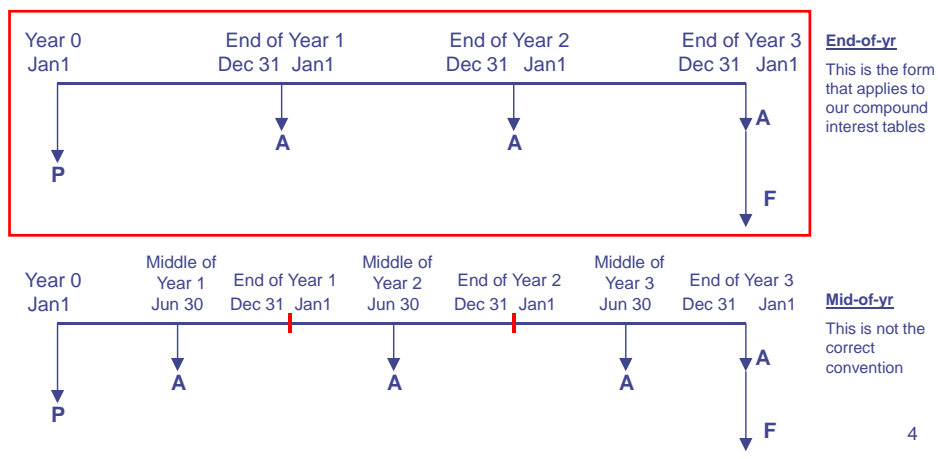 Year 0
Jan1
End of Year 1
Dec 31 Jan1
End of Year 2
Dec 31 Jan1
End of Year 3
Dec 31 Jan1
A
A
A
P
F
End-of-yr
This is the form
that applies to
our compound
interest tables
Year 0
Jan1
Middle of
Year 1
Jun 30
End of Year 1
Dec 31 Jan1
Middle of
Year 2
Jun 30
End of Year 2
Dec 31 Jan1
Middle of
Year 3
Jun 30
End of Year 3
Dec 31 Jan1
A
A
A
A
P
F
Mid-of-yr
This is not the
correct
convention
4